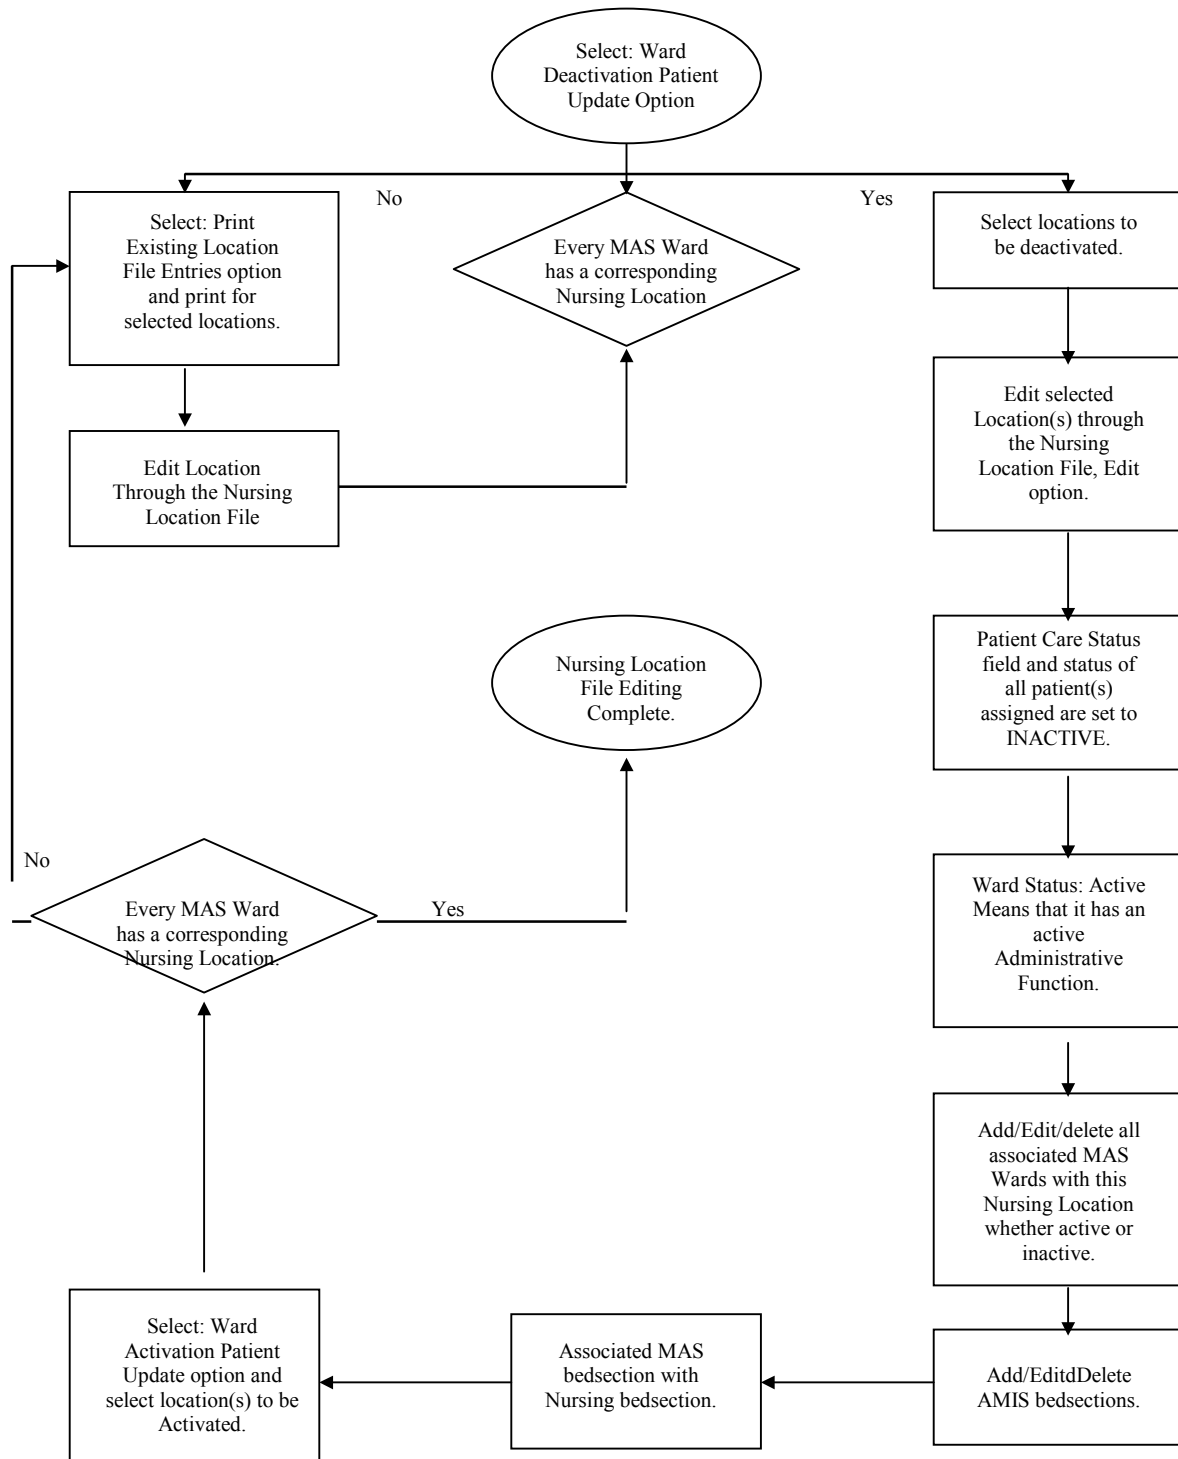 Select: Ward
Deactivation Patient
Update Option
No
Yes
Select: Print
Existing Location
File Entries option
and print for
selected locations.
Every MAS Ward
has a corresponding
Nursing Location
Select locations to
be deactivated.
Edit Location
Through the Nursing
Location File
Edit selected
Location(s) through
the Nursing
Location File, Edit
option.
Nursing Location
File Editing
Complete.
Patient Care Status
field and status of
all patient(s)
assigned are set to
INACTIVE.
No
Every MAS Ward
has a corresponding
Nursing Location.
Yes
Ward Status: Active
Means that it has an
active
Administrative
Function.
Add/Edit/delete all
associated MAS
Wards with this
Nursing Location
whether active or
inactive.
Select: Ward
Activation Patient
Update option and
select location(s) to be
Activated.
Associated MAS
bedsection with
Nursing bedsection.
Add/EditdDelete
AMIS bedsections.